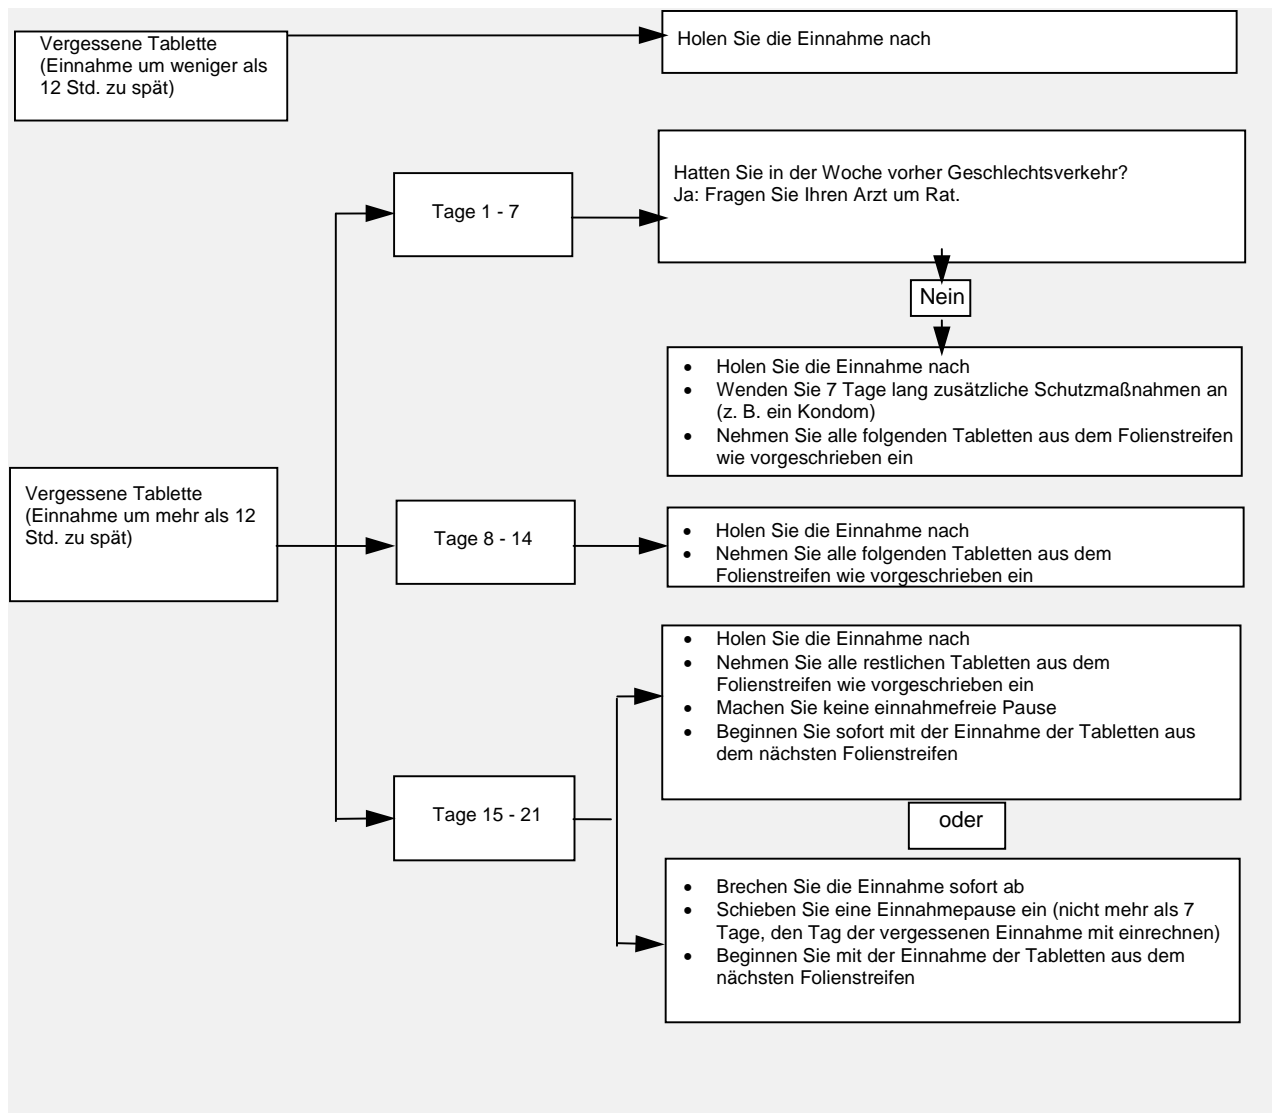 Vergessene Tablette
(Einnahme um weniger als
12 Std. zu spät)
Holen Sie die Einnahme nach
Hatten Sie in der Woche vorher Geschlechtsverkehr?
Ja: Fragen Sie Ihren Arzt um Rat.
Tage 1 - 7
Nein
• Holen Sie die Einnahme nach
• Wenden Sie 7 Tage lang zusätzliche Schutzmaßnahmen an
(z. B. ein Kondom)
• Nehmen Sie alle folgenden Tabletten aus dem Folienstreifen
wie vorgeschrieben ein
Vergessene Tablette
(Einnahme um mehr als 12
Std. zu spät)
Tage 8 - 14
• Holen Sie die Einnahme nach
• Nehmen Sie alle folgenden Tabletten aus dem
Folienstreifen wie vorgeschrieben ein
• Holen Sie die Einnahme nach
• Nehmen Sie alle restlichen Tabletten aus dem
Folienstreifen wie vorgeschrieben ein
• Machen Sie keine einnahmefreie Pause
• Beginnen Sie sofort mit der Einnahme der Tabletten aus
dem nächsten Folienstreifen
Tage 15 - 21
oder
• Brechen Sie die Einnahme sofort ab
• Schieben Sie eine Einnahmepause ein (nicht mehr als 7
Tage, den Tag der vergessenen Einnahme mit einrechnen)
• Beginnen Sie mit der Einnahme der Tabletten aus dem
nächsten Folienstreifen